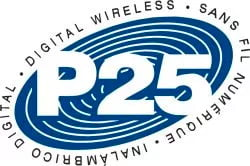 • DIGITAL WIRELESS • SANS FIL NUMÉRIQUE • INALÁMBRICO DIGITAL
P25